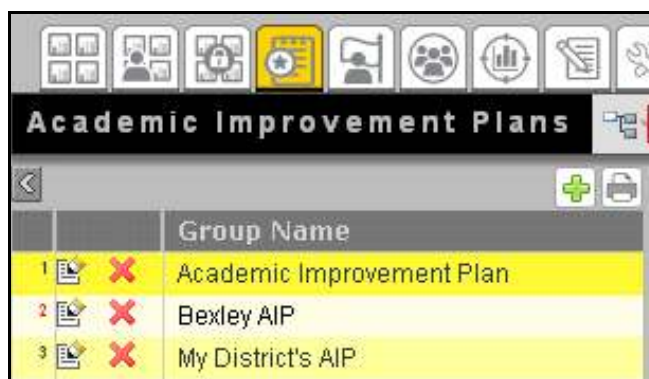 Academic Improvement Plans
Group Name
1 Academic Improvement Plan
2 Bexley AIP
3 My District's AIP